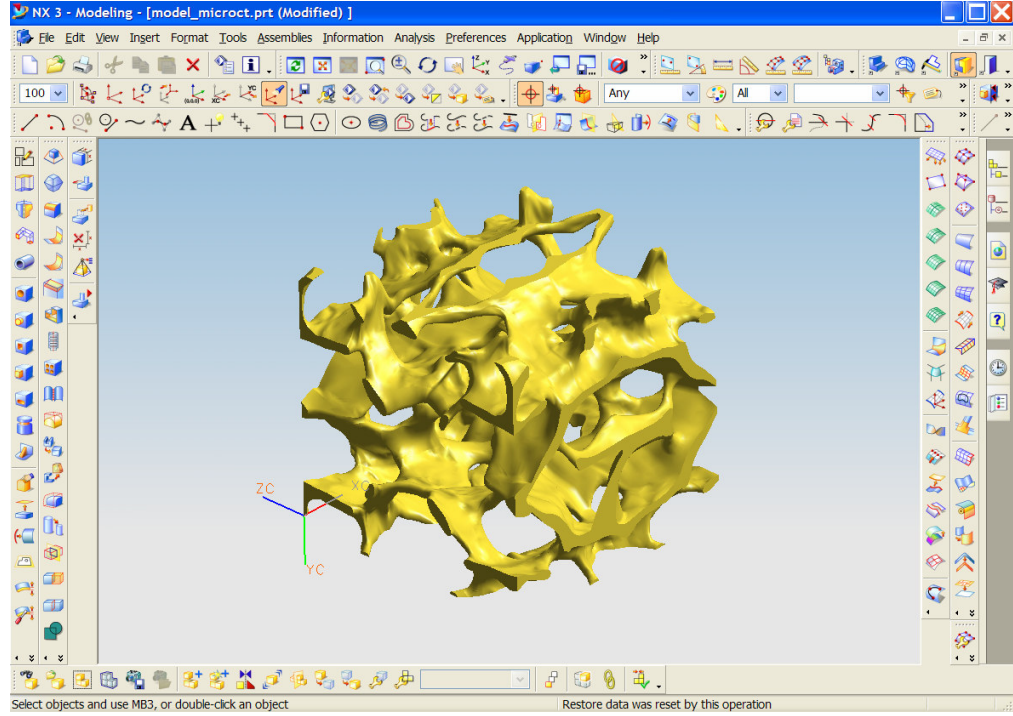 NX 3 - Modeling - [model_microct.prt (Modified) ]
File Edit View Insert Format Tools Assemblies Information Analysis Preferences Application Window Help
100 Any All
A
ZC
XC
YC
Select objects and use MB3, or double-click an object Restore data was reset by this operation